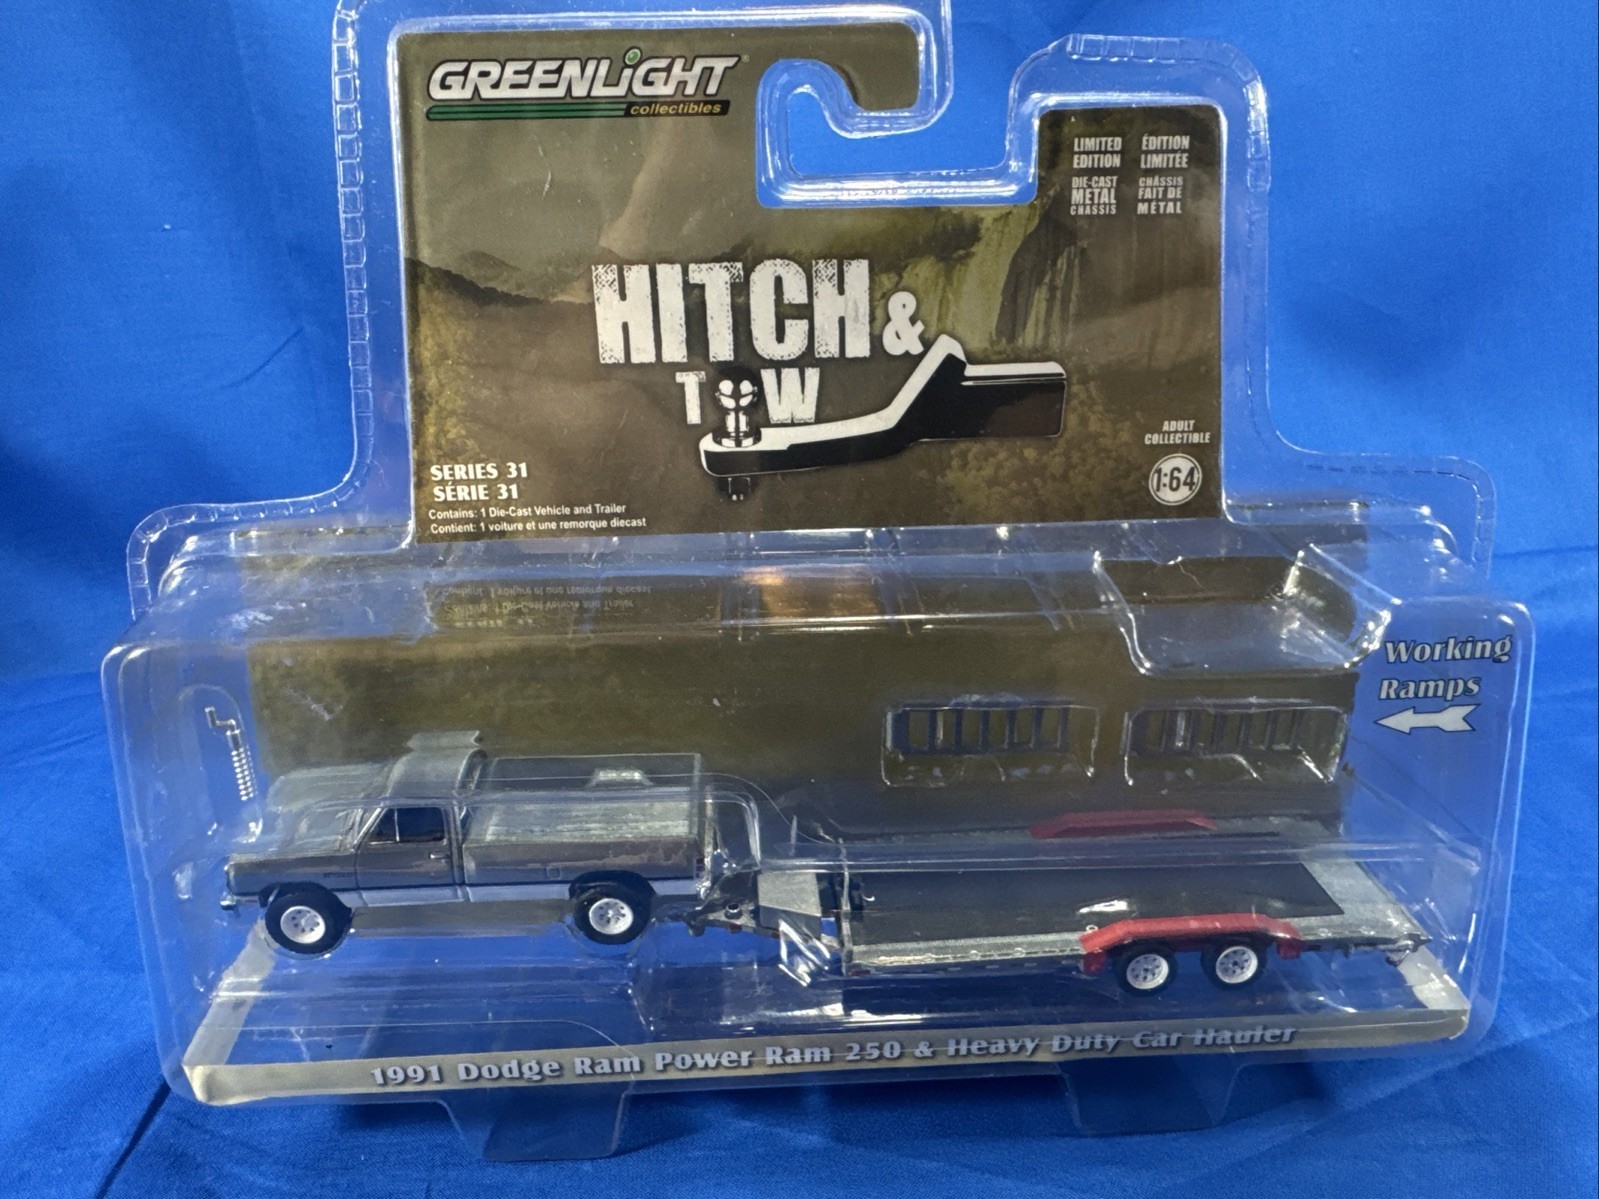 GREENLiGHT
collectibles
LIMITED EDITION
ÉDITION LIMITÉE
DIE-CAST METAL CHASSIS
CHÂSSIS FAIT DE MÉTAL
HITCH &
TOW
SERIES 31
SÉRIE 31
Contains: 1 Die-Cast Vehicle and Trailer
Contient: 1 voiture et une remorque diecast
ADULT
COLLECTIBLE
1:64
Working
Ramps
1991 Dodge Ram Power Ram 250 & Heavy Duty Car Hauler